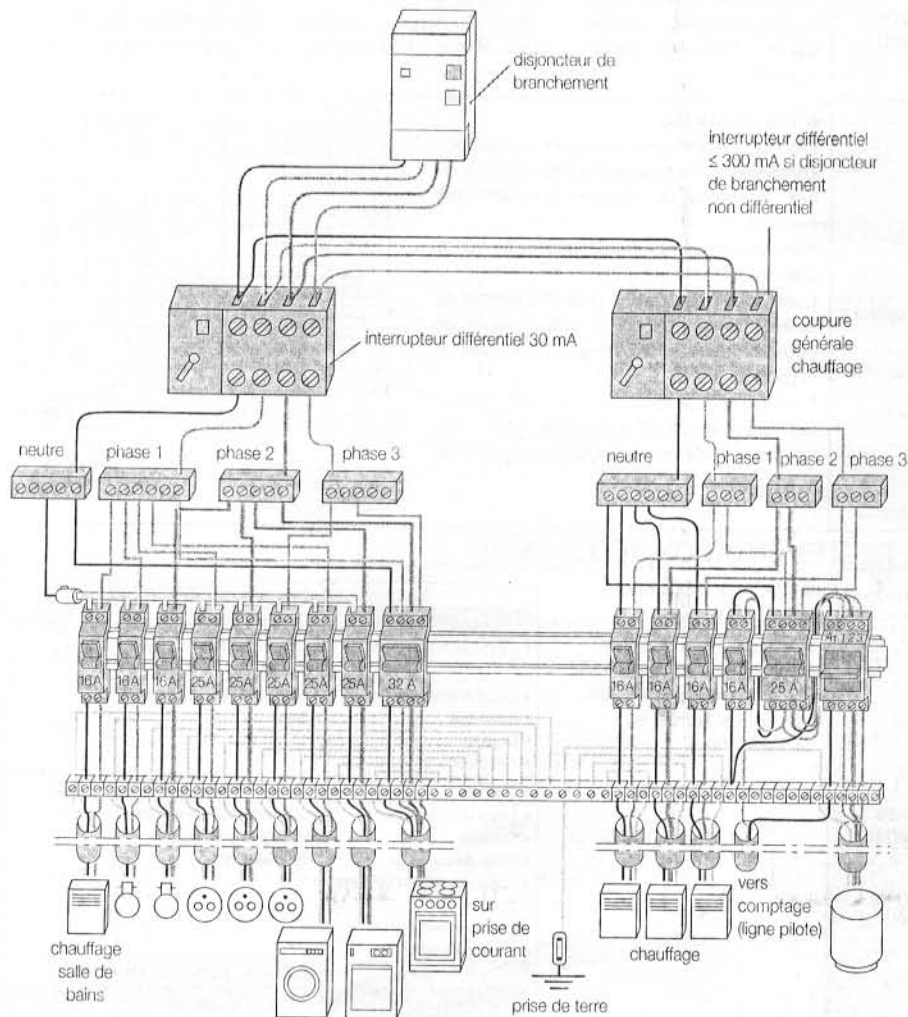 disjoncteur de
branchement
interrupteur différentiel
≤ 300 mA si disjoncteur
de branchement
non différentiel
interrupteur différentiel 30 mA
coupure
générale
chauffage
neutre
phase 1
phase 2
phase 3
neutre
phase 1
phase 2
phase 3
16A
16A
16A
25A
25A
25A
25A
25A
32 A
16A
16A
16A
16A
25 A
1 2 3
sur
prise de
courant
chauffage
salle de
bains
vers
comptage
(ligne pilote)
chauffage
prise de terre